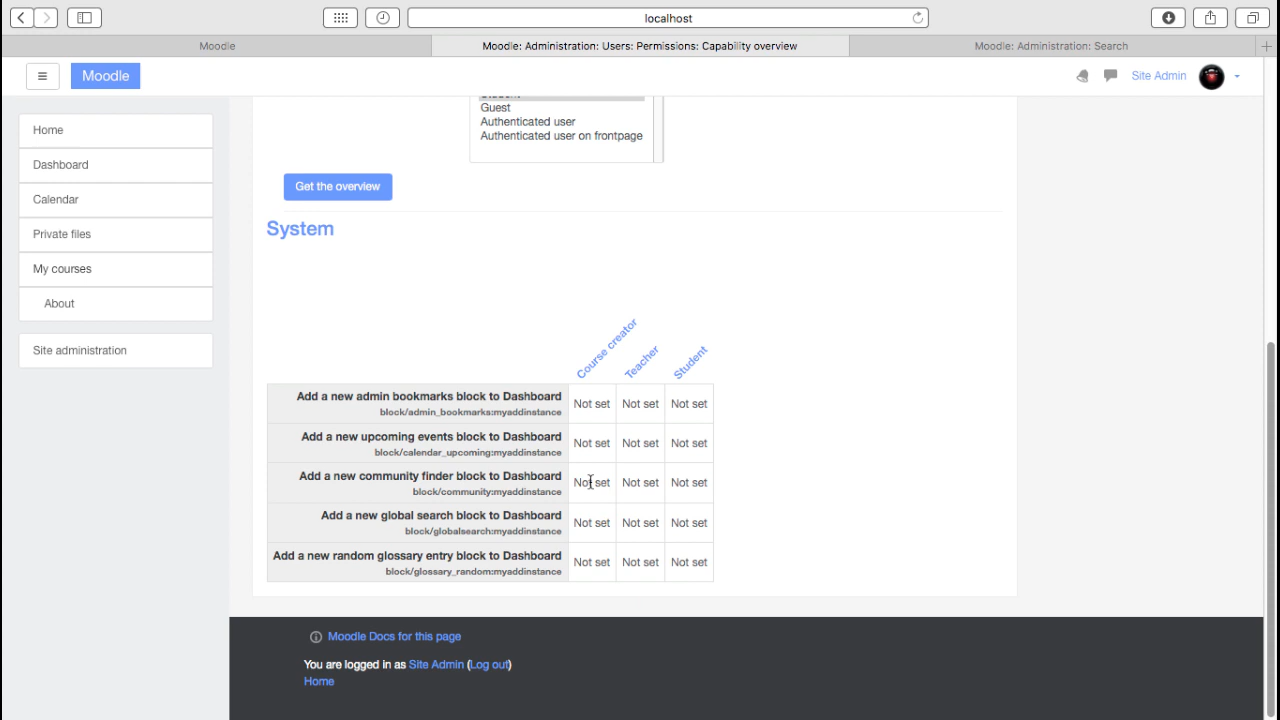 localhost
Moodle
Moodle: Administration: Users: Permissions: Capability overview
Moodle: Administration: Search
Moodle
Site Admin
Home
Dashboard
Calendar
Private files
My courses
About
Site administration
Guest
Authenticated user
Authenticated user on frontpage
Get the overview
System
Course creator
Teacher
Student
Add a new admin bookmarks block to Dashboard
block/admin_bookmarks:myaddinstance
Not set Not set Not set
Add a new upcoming events block to Dashboard
block/calendar_upcoming:myaddinstance
Not set Not set Not set
Add a new community finder block to Dashboard
block/community:myaddinstance
Not set Not set Not set
Add a new global search block to Dashboard
block/globalsearch:myaddinstance
Not set Not set Not set
Add a new random glossary entry block to Dashboard
block/glossary_random:myaddinstance
Not set Not set Not set
Moodle Docs for this page
You are logged in as Site Admin (Log out)
Home